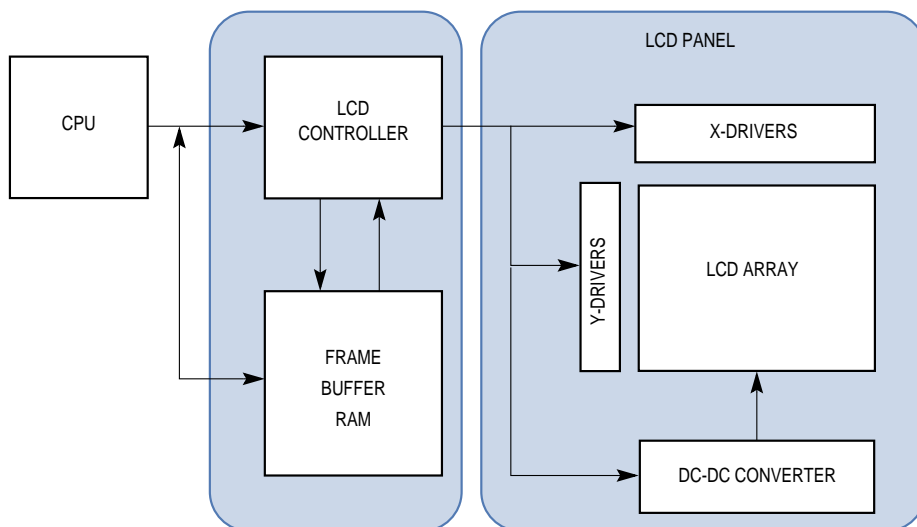 LCD PANEL
CPU
LCD
CONTROLLER
X-DRIVERS
Y-DRIVERS
LCD ARRAY
FRAME
BUFFER
RAM
DC-DC CONVERTER